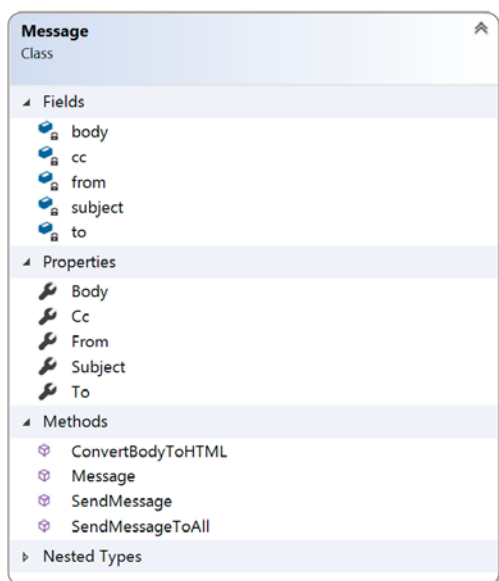 Message
Class
Fields
body
cc
from
subject
to
Properties
Body
Cc
From
Subject
To
Methods
ConvertBodyToHTML
Message
SendMessage
SendMessageToAll
Nested Types